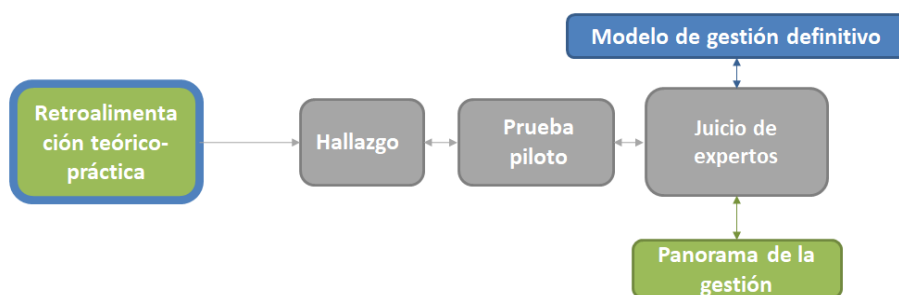 Modelo de gestión definitivo
Retroalimenta
ción teórico-
práctica
Hallazgo
Prueba
piloto
Juicio de
expertos
Panorama de la
gestión